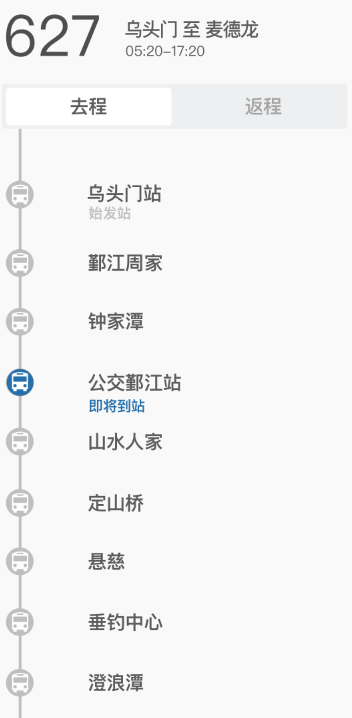 627
乌头门 至 麦德龙
05:20-17:20
去程
返程
乌头门站
始发站
鄞江周家
钟家潭
公交鄞江站
即将到站
山水人家
定山桥
悬慈
垂钓中心
澄浪潭